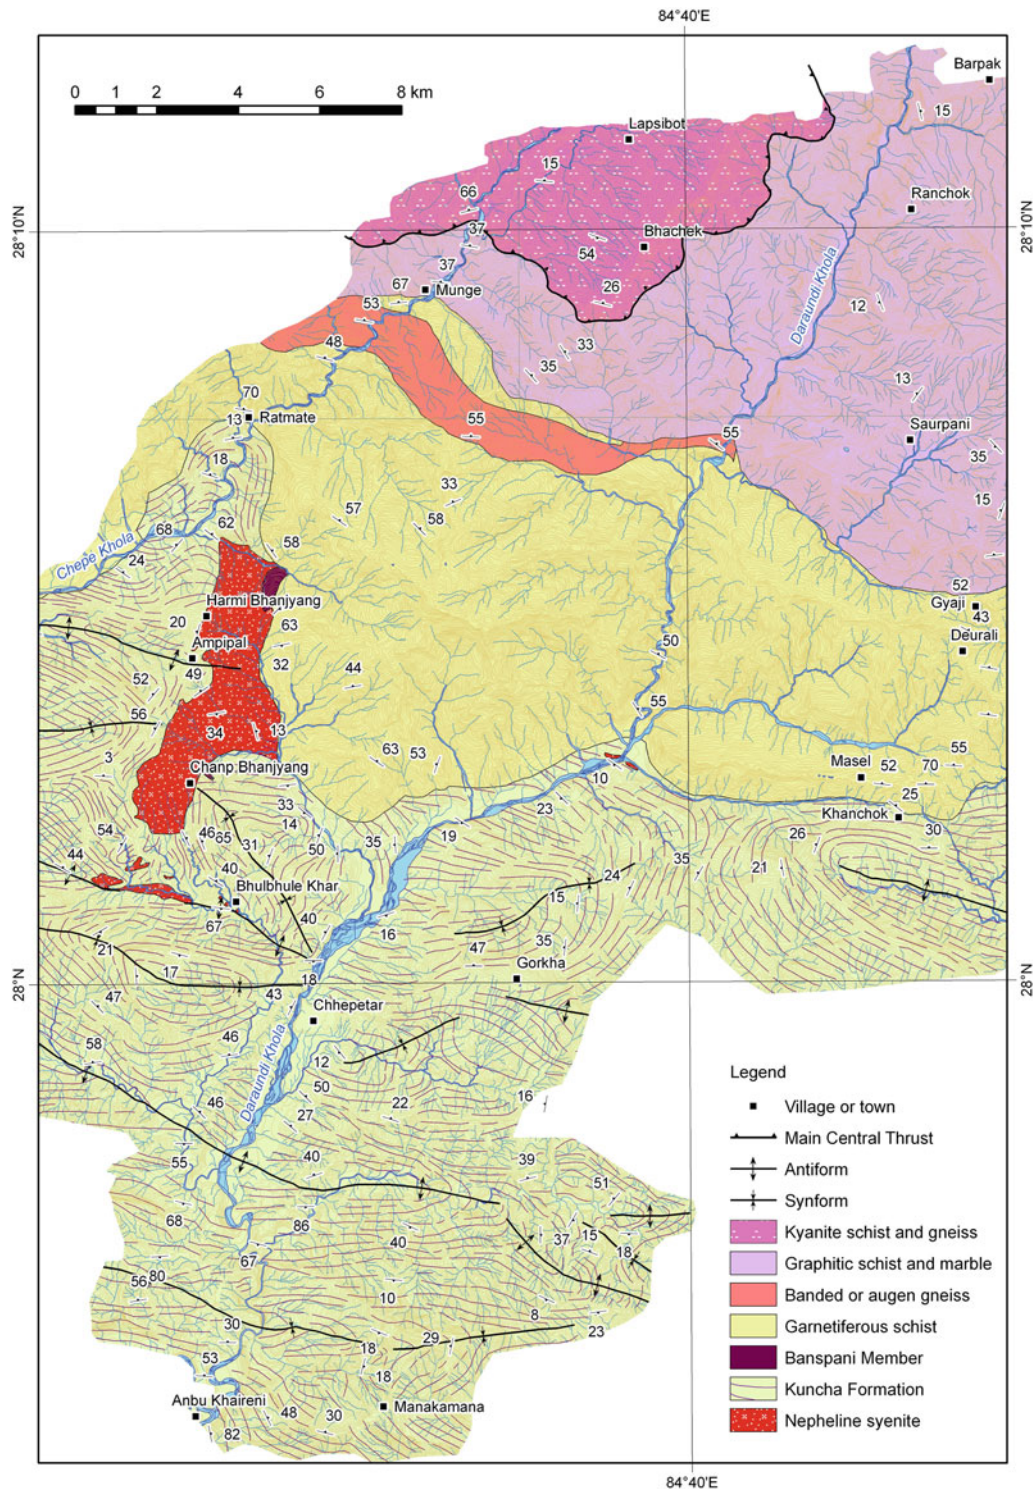 84°40'E
0 1 2 4 6 8 km
Barpak
15
Lapsibot
15
66
Ranchok
28°10'N
28°10'N
37
Bhachek
54
37
67
Munge
26
Daraundi Khola
12
53
48
33
35
13
70
13
Ratmate
55
55
Saurpani
35
18
33
15
57
58
62
68
Chepe Khola
58
24
52
Harmi Bhanjyang
Gyaji
43
20
63
Deurali
Ampipal
50
49
32
44
52
55
56
34
13
3
63
53
55
Chanp Bhanjyang
10
Masel
52
70
25
33
23
Khanchok
14
30
54
46
65
31
50
35
19
26
35
44
40
24
21
Bhulbhule Khar
15
67
40
16
21
47
35
17
Gorkha
28°N
28°N
18
43
47
Chhepetar
46
58
12
Daraundi Khola
50
16
46
27
22
40
55
39
51
68
86
37
15
40
18
67
56
80
10
8
30
29
23
18
53
18
Anbu Khaireni
Manakamana
48
30
82
Legend
Village or town
Main Central Thrust
Antiform
Synform
Kyanite schist and gneiss
Graphitic schist and marble
Banded or augen gneiss
Garnetiferous schist
Banspani Member
Kuncha Formation
Nepheline syenite
84°40'E